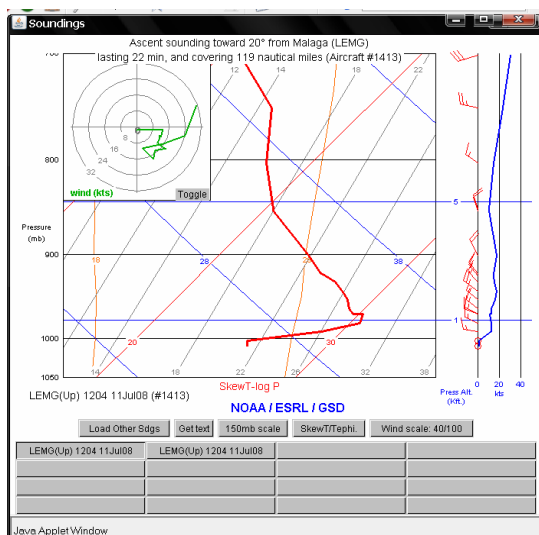 Soundings
Ascent sounding toward 20° from Malaga (LEMG)
lasting 22 min, and covering 119 nautical miles (Aircraft #1413)
12 14 16 18 22
8
16
24
32
wind (kts)
Toggle
800
Pressure
(mb)
900
1000
1050
18
28
38
5
11
20
30
14 16 22 24 26 28 32 38
SkewT-log P
LEMG(Up) 1204 11Jul08 (#1413)
NOAA / ESRL / GSD
Press Alt.
(Kft.)
0 20 40
kts
Load Other Sdgs Get text 150mb scale SkewT/Tephi. Wind scale: 40/100
LEMG(Up) 1204 11Jul08 LEMG(Up) 1204 11Jul08
Java Applet Window